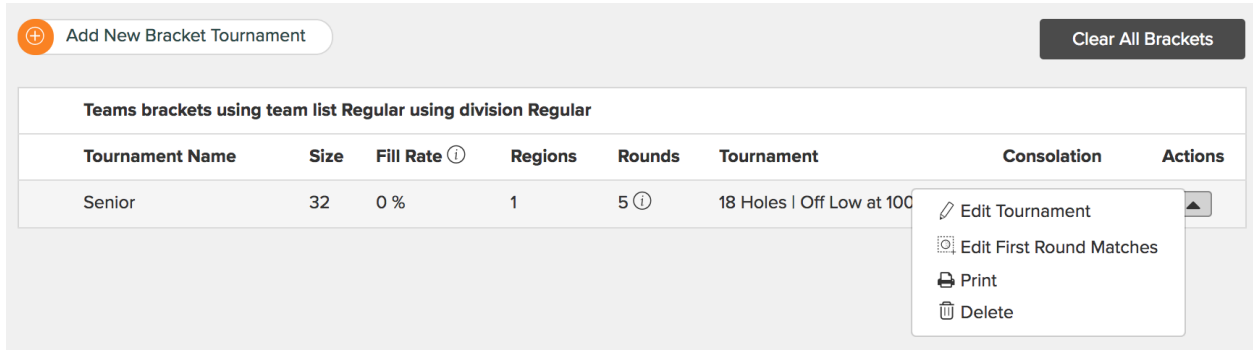 Add New Bracket Tournament
Clear All Brackets
Teams brackets using team list Regular using division Regular
Tournament Name Size Fill Rate Regions Rounds Tournament Consolation Actions
Senior 32 0 % 1 5 18 Holes | Off Low at 100
Edit Tournament
Edit First Round Matches
Print
Delete